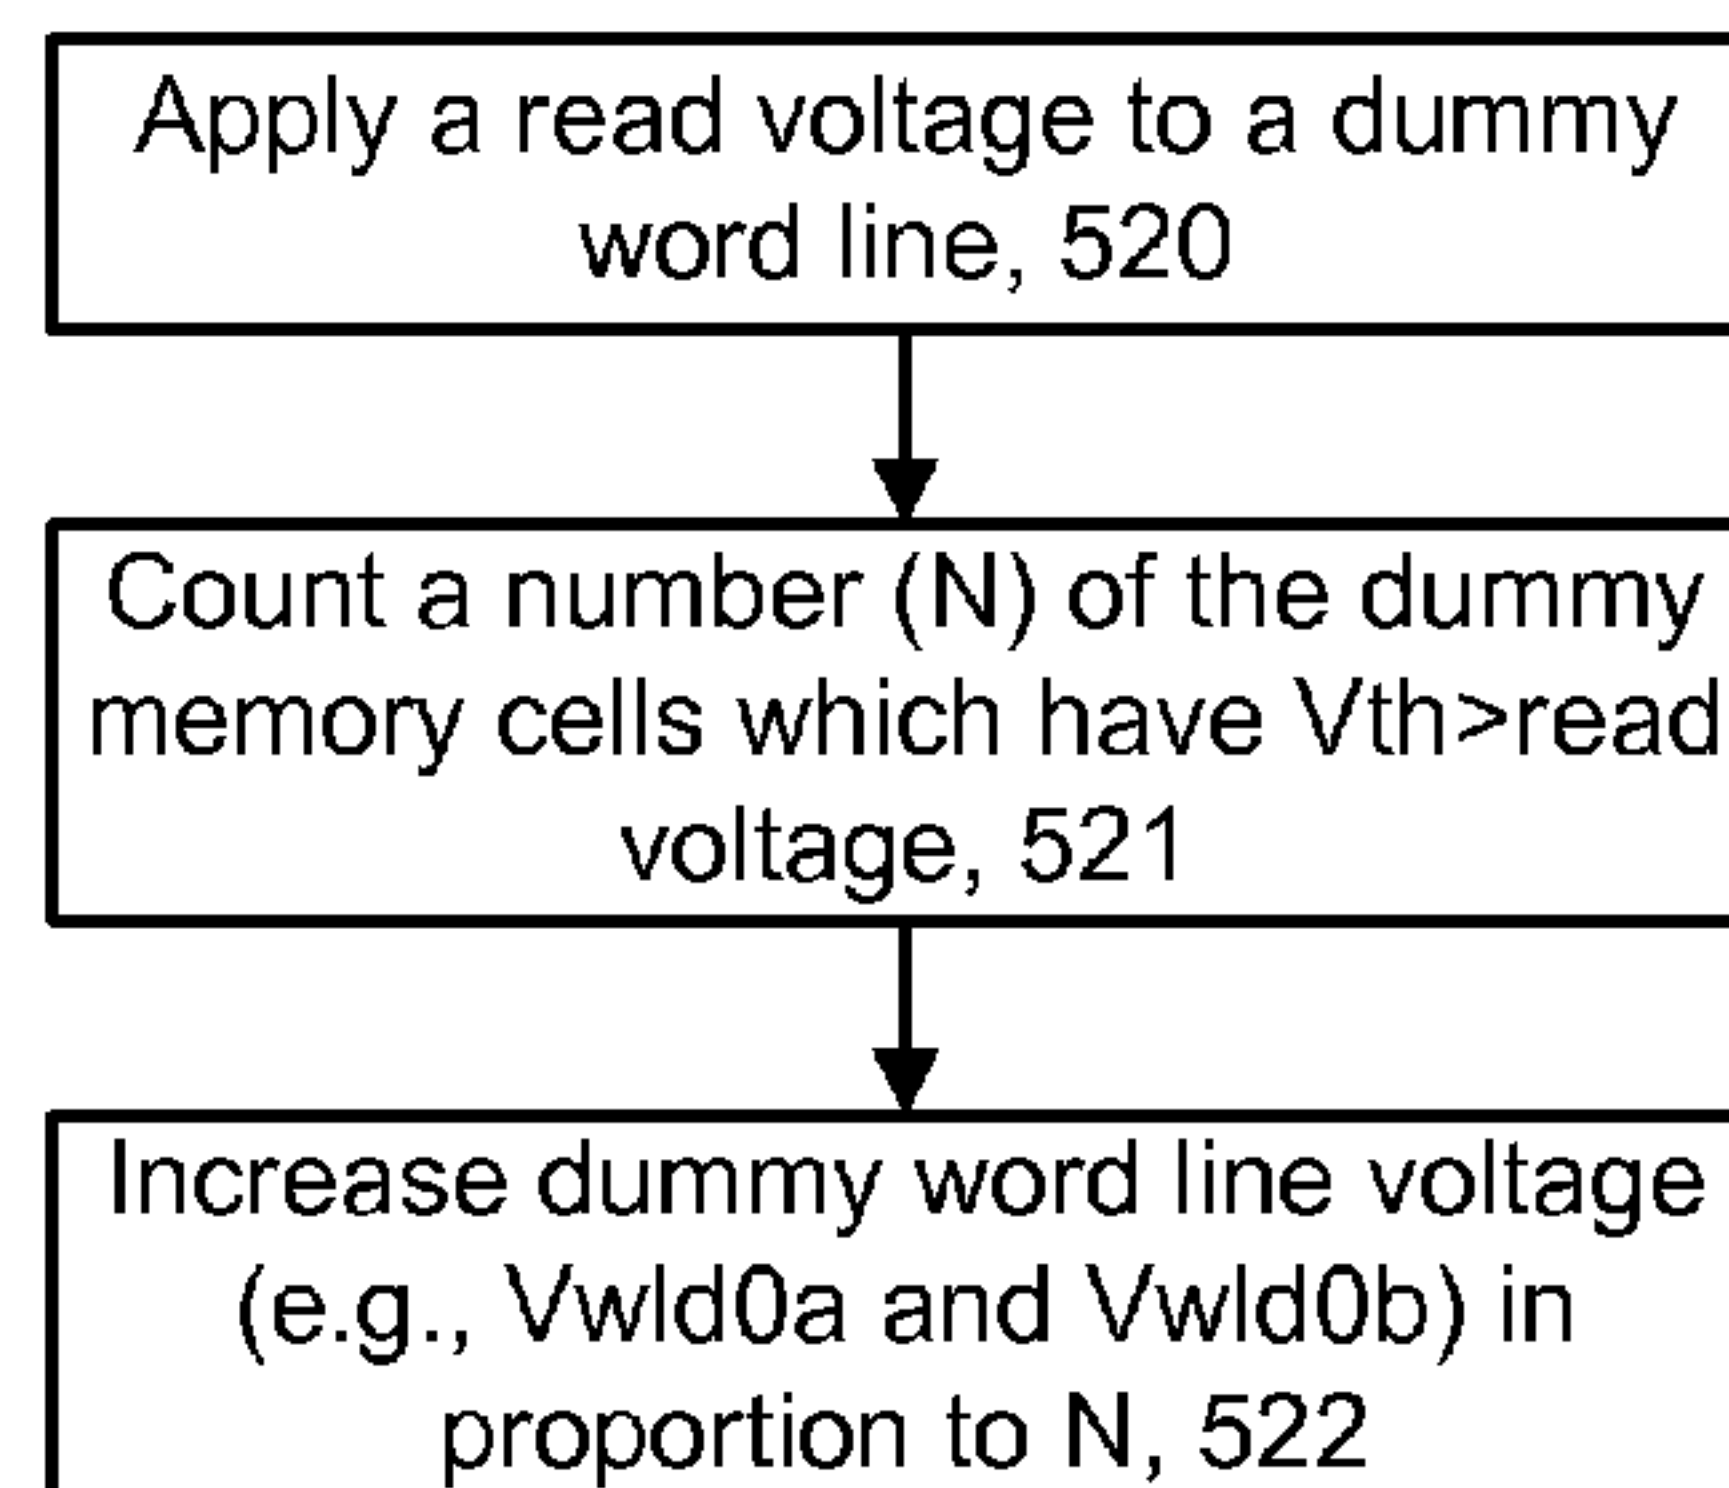 Apply a read voltage to a dummy
word line, 520
Count a number (N) of the dummy
memory cells which have Vth>read
voltage, 521
Increase dummy word line voltage
(e.g., Vwld0a and Vwld0b) in
proportion to N, 522